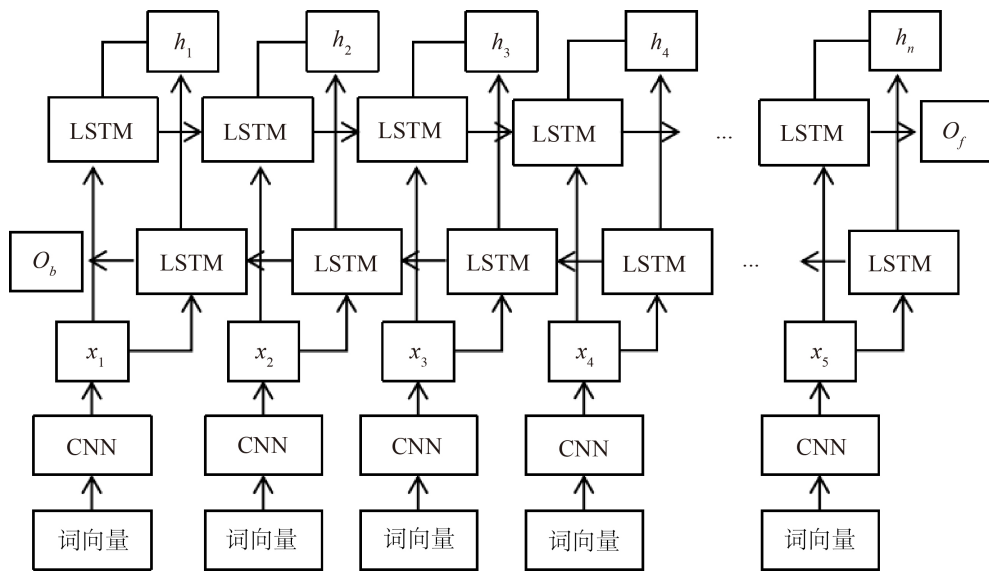 h₁ h₂ h₃ h₄ hₙ
LSTM LSTM LSTM LSTM ... LSTM O_f
O_b LSTM LSTM LSTM LSTM ... LSTM
x₁ x₂ x₃ x₄ x₅
CNN CNN CNN CNN CNN
词向量 词向量 词向量 词向量 词向量